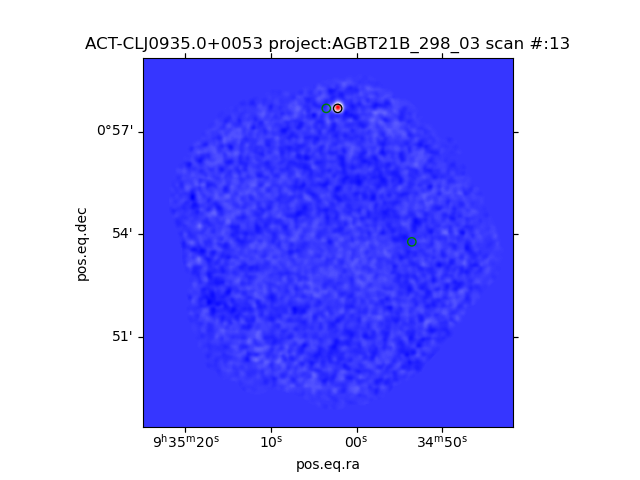 ACT-CLJ0935.0+0053 project:AGBT21B_298_03 scan #:13
0°57'
54'
51'
pos.eq.dec
9ʰ35ᵐ20ˢ 10ˢ 00ˢ 34ᵐ50ˢ
pos.eq.ra